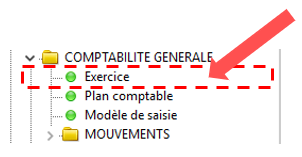 COMPTABILITE GENERALE
Exercice
Plan comptable
Modèle de saisie
MOUVEMENTS